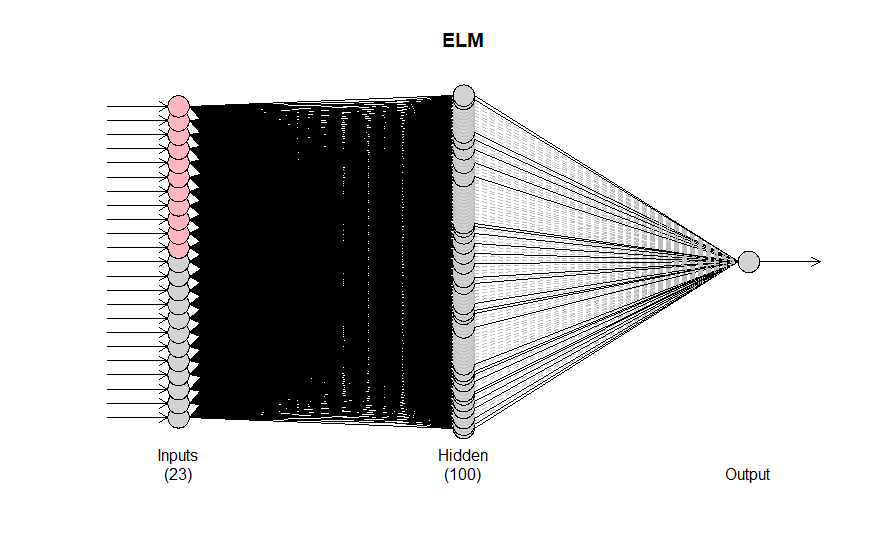 ELM
Inputs
(23)
Hidden
(100)
Output